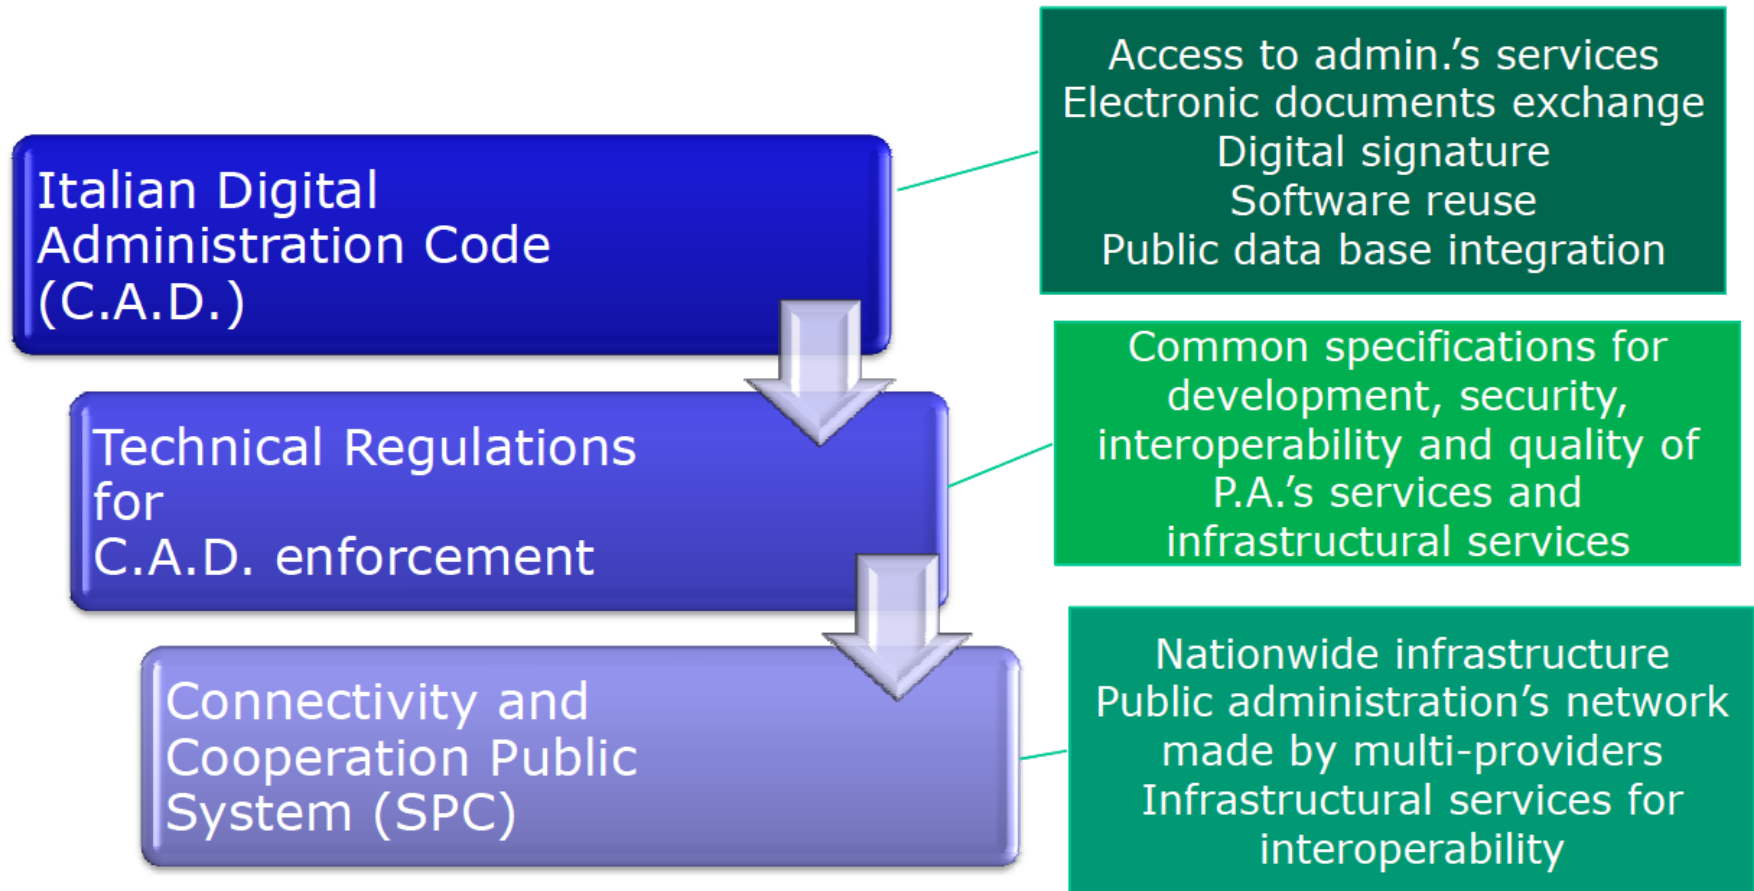 Italian Digital
Administration Code
(C.A.D.)
Access to admin.'s services
Electronic documents exchange
Digital signature
Software reuse
Public data base integration
Technical Regulations
for
C.A.D. enforcement
Common specifications for
development, security,
interoperability and quality of
P.A.'s services and
infrastructural services
Connectivity and
Cooperation Public
System (SPC)
Nationwide infrastructure
Public administration's network
made by multi-providers
Infrastructural services for
interoperability